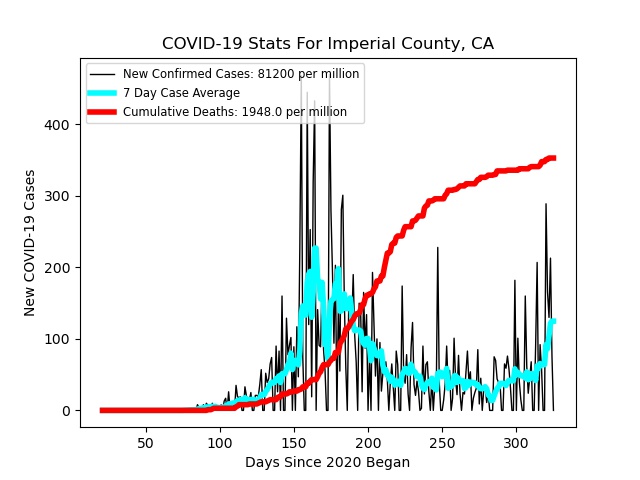 COVID-19 Stats For Imperial County, CA
New Confirmed Cases: 81200 per million
7 Day Case Average
Cumulative Deaths: 1948.0 per million
New COVID-19 Cases
400
300
200
100
0
50 100 150 200 250 300
Days Since 2020 Began